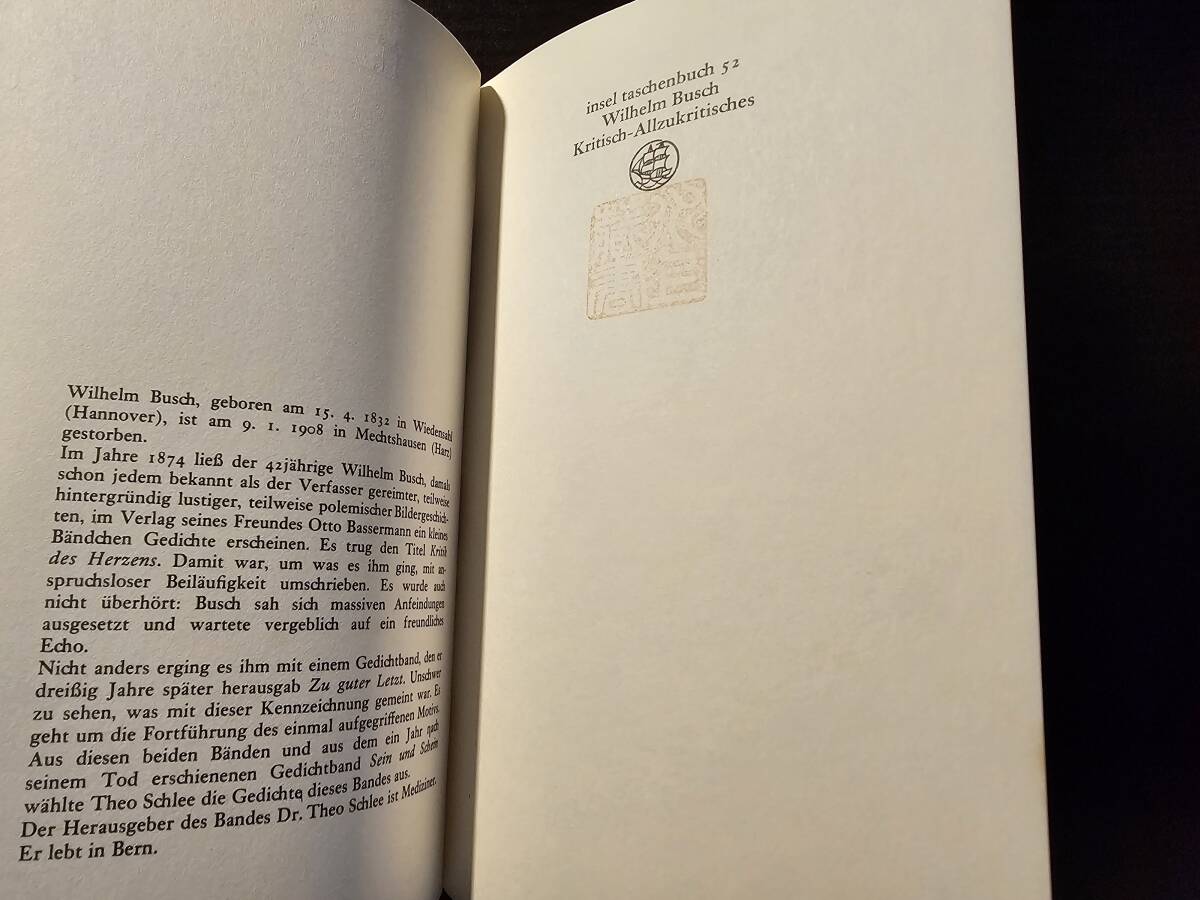 Wilhelm Busch, geboren am 15. 4. 1832 in Wiedensahl
(Hannover), ist am 9. 1. 1908 in Mechtshausen (Harz)
gestorben.
Im Jahre 1874 ließ der 42jährige Wilhelm Busch, damals
schon jedem bekannt als der Verfasser gereimter, teilweise
hintergründig lustiger, teilweise polemischer Bildergeschich-
ten, im Verlag seines Freundes Otto Bassermann ein kleines
Bändchen Gedichte erscheinen. Es trug den Titel Kritik
des Herzens. Damit war, um was es ihm ging, mit an-
spruchsloser Beiläufigkeit umschrieben. Es wurde auch
nicht überhört: Busch sah sich massiven Anfeindungen
ausgesetzt und wartete vergeblich auf ein freundliches
Echo.
Nicht anders erging es ihm mit einem Gedichtband, den er
dreißig Jahre später herausgab Zu guter Letzt. Unschwer
zu sehen, was mit dieser Kennzeichnung gemeint war. Es
geht um die Fortführung des einmal aufgegriffenen Motivs.
Aus diesen beiden Bänden und aus dem ein Jahr nach
seinem Tod erschienenen Gedichtband Sein und Schein
wählte Theo Schlee die Gedichte dieses Bandes aus.
Der Herausgeber des Bandes Dr. Theo Schlee ist Mediziner.
Er lebt in Bern.
insel taschenbuch 52
Wilhelm Busch
Kritisch-Allzukritisches